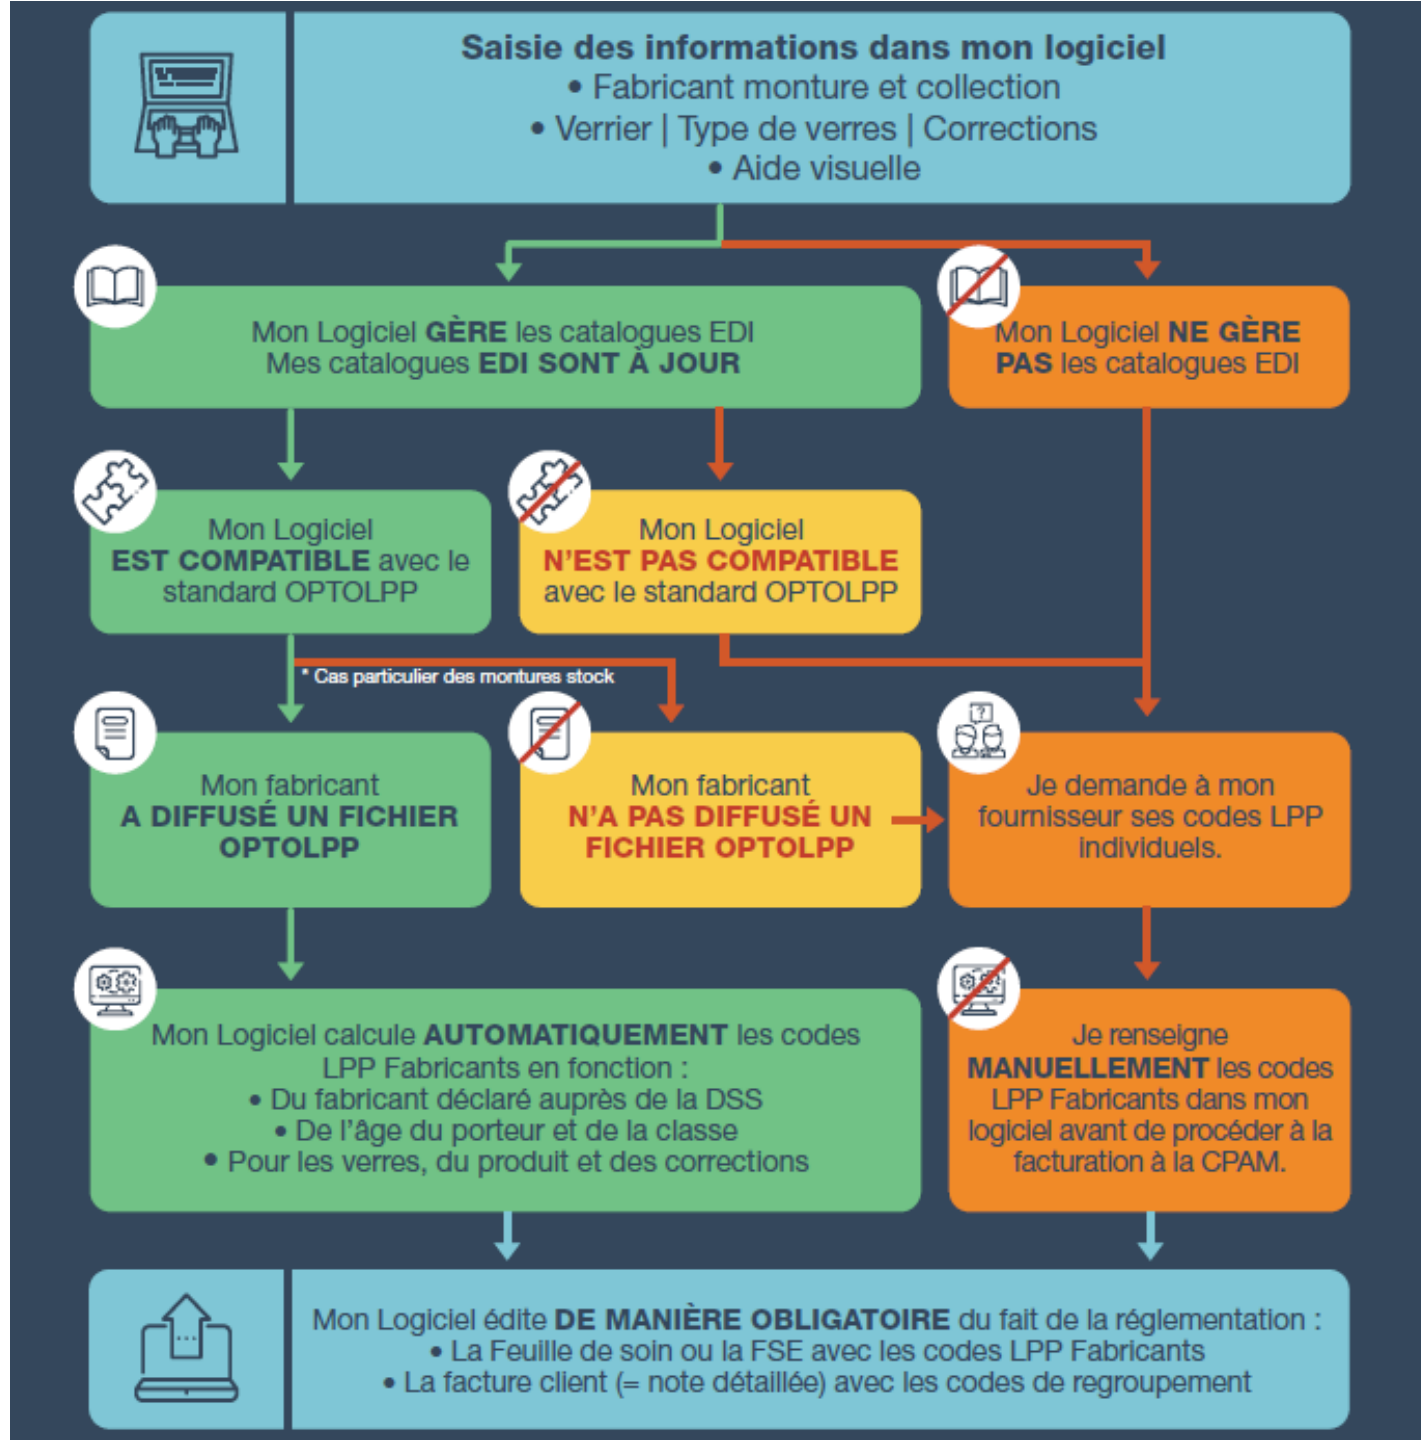 Saisie des informations dans mon logiciel
• Fabricant monture et collection
• Verrier | Type de verres | Corrections
• Aide visuelle
Mon Logiciel GÈRE les catalogues EDI
Mes catalogues EDI SONT À JOUR
Mon Logiciel NE GÈRE
PAS les catalogues EDI
Mon Logiciel
EST COMPATIBLE avec le
standard OPTOLPP
Mon Logiciel
N'EST PAS COMPATIBLE
avec le standard OPTOLPP
* Cas particulier des montures stock
Mon fabricant
A DIFFUSÉ UN FICHIER
OPTOLPP
Mon fabricant
N'A PAS DIFFUSÉ UN
FICHIER OPTOLPP
?
Je demande à mon
fournisseur ses codes LPP
individuels.
Mon Logiciel calcule AUTOMATIQUEMENT les codes
LPP Fabricants en fonction :
• Du fabricant déclaré auprès de la DSS
• De l'âge du porteur et de la classe
• Pour les verres, du produit et des corrections
Je renseigne
MANUELLEMENT les codes
LPP Fabricants dans mon
logiciel avant de procéder à la
facturation à la CPAM.
Mon Logiciel édite DE MANIÈRE OBLIGATOIRE du fait de la réglementation :
• La Feuille de soin ou la FSE avec les codes LPP Fabricants
• La facture client (= note détaillée) avec les codes de regroupement